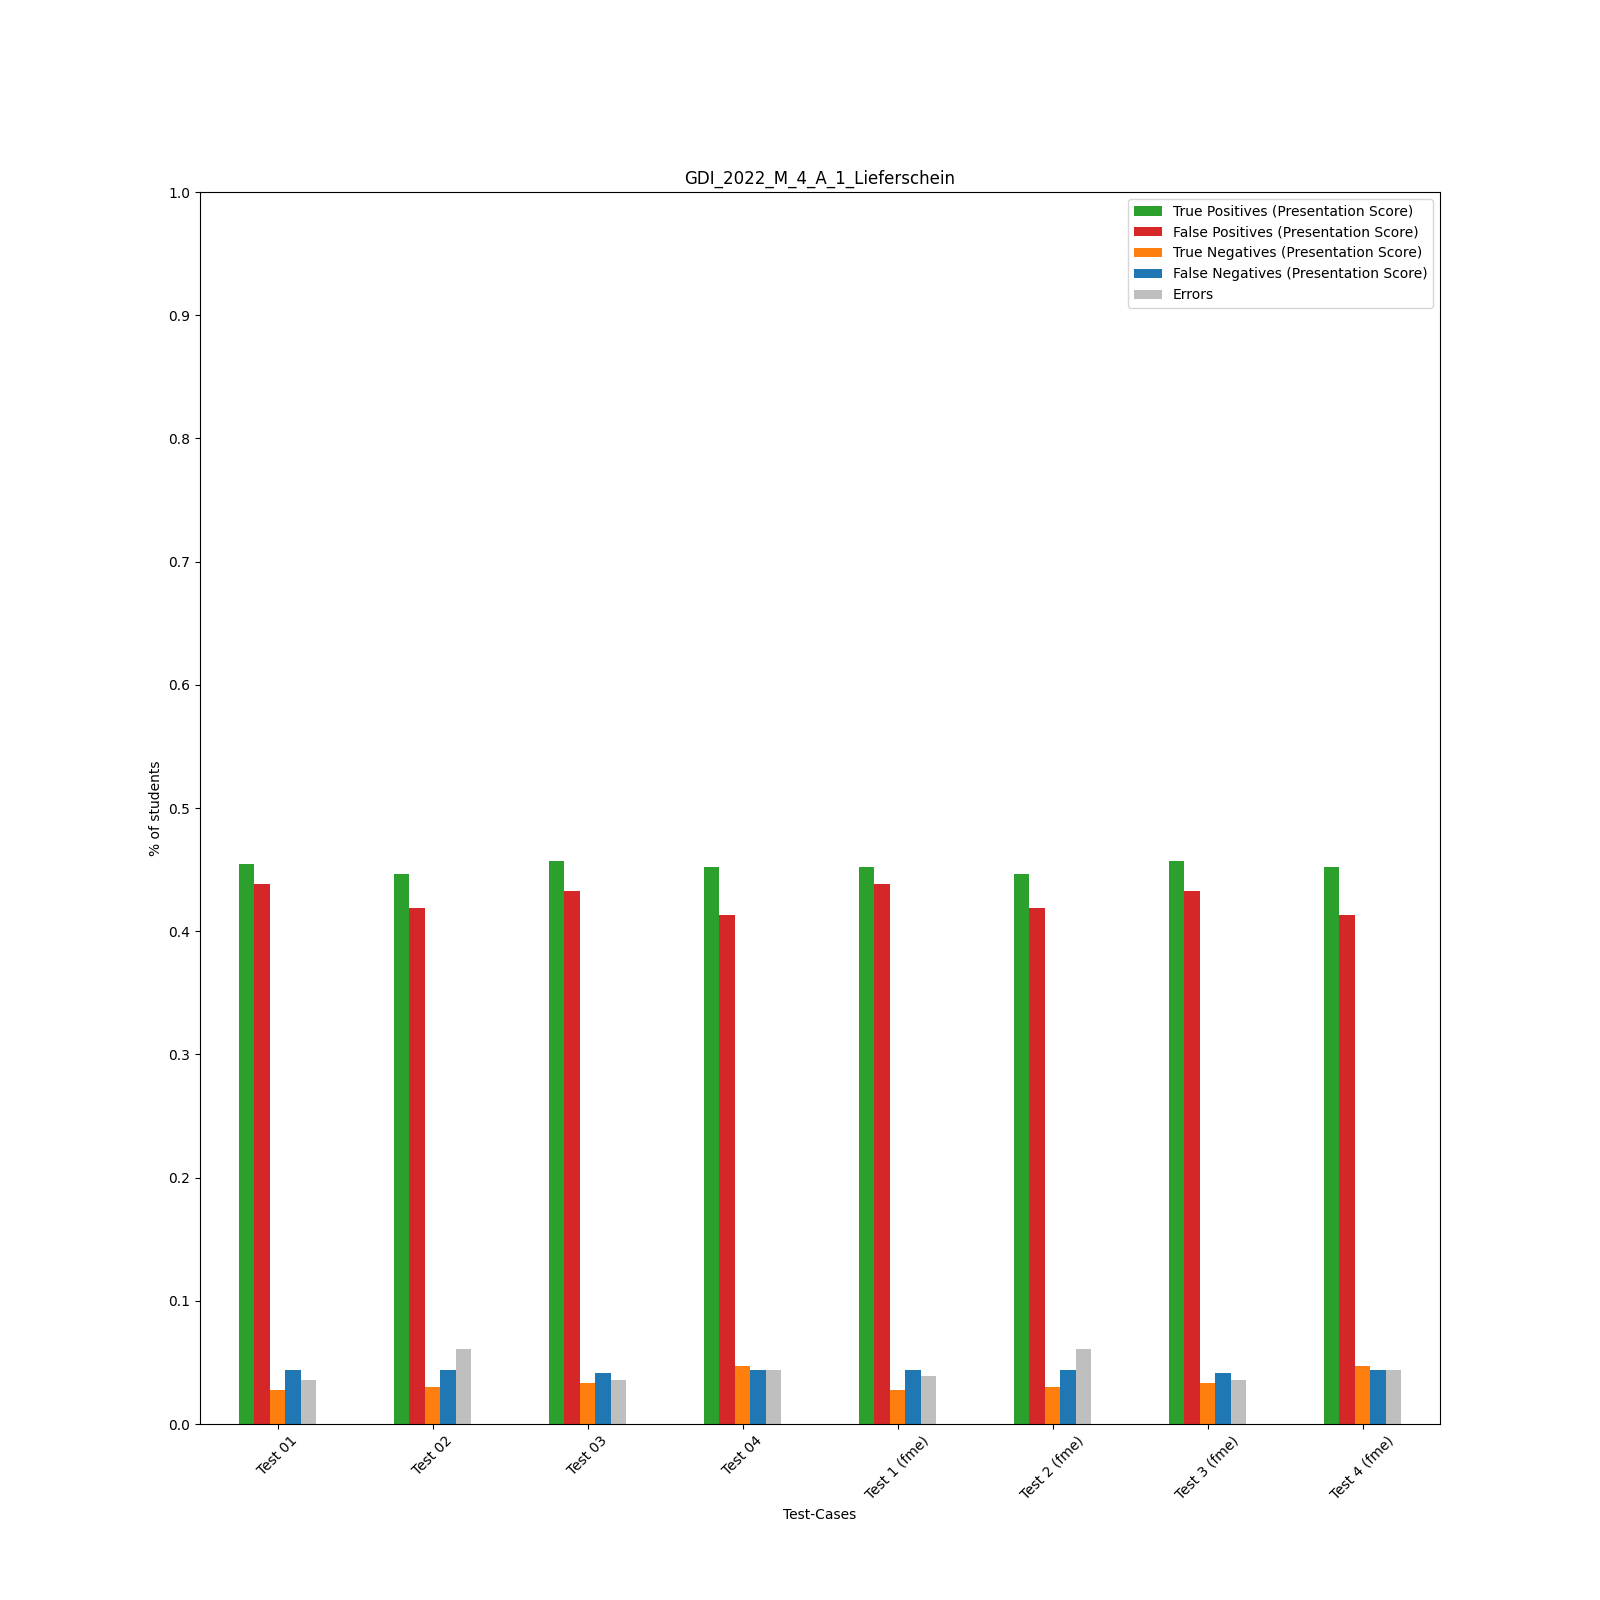 GDI_2022_M_4_A_1_Lieferschein
True Positives (Presentation Score)
False Positives (Presentation Score)
True Negatives (Presentation Score)
False Negatives (Presentation Score)
Errors
1.0
0.9
0.8
0.7
0.6
0.5
0.4
0.3
0.2
0.1
0.0
% of students
Test 01
Test 02
Test 03
Test 04
Test 1 (fme)
Test 2 (fme)
Test 3 (fme)
Test 4 (fme)
Test-Cases